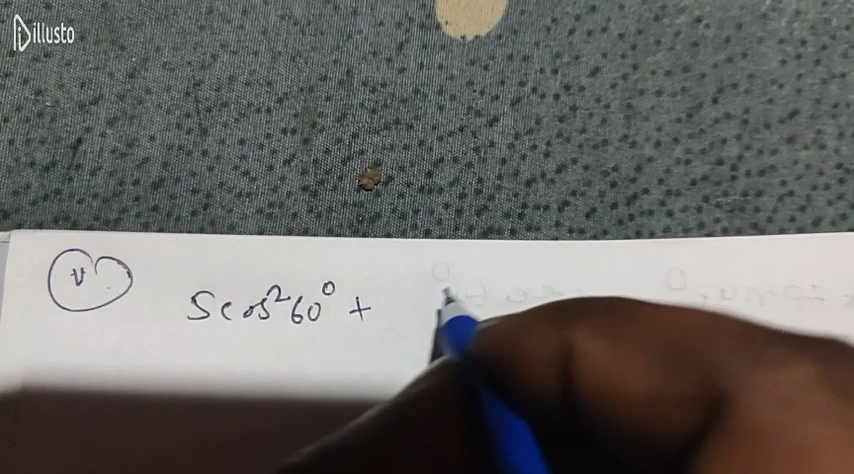 illusto
v
5cos²60° +